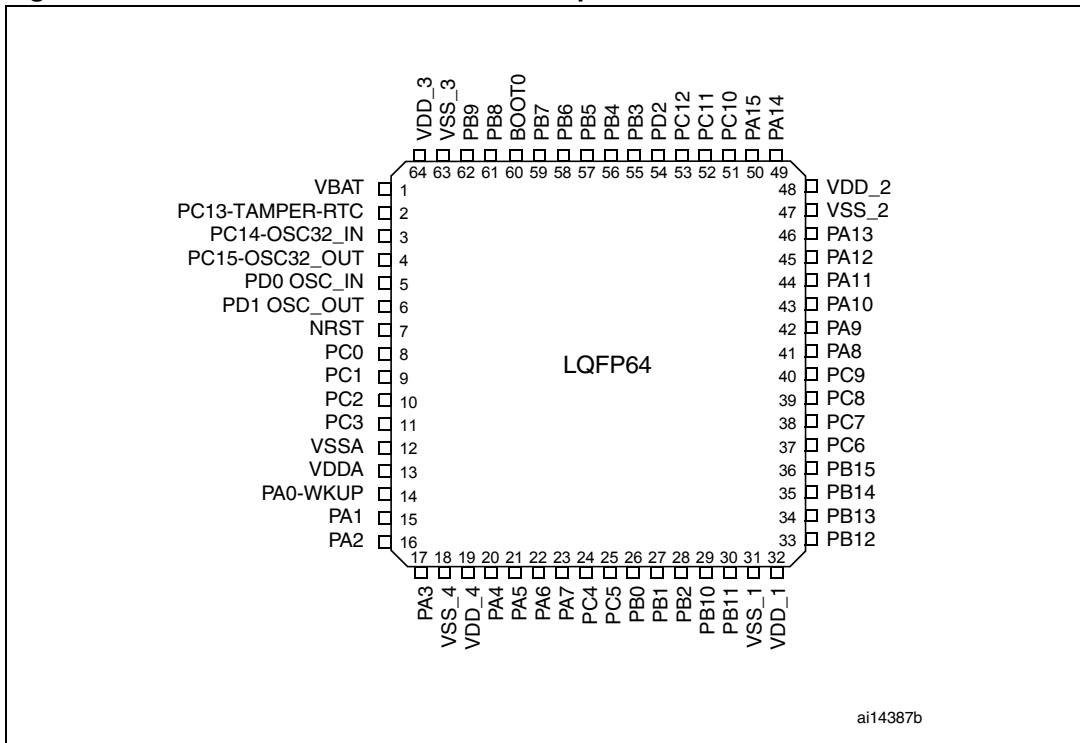 VDD_3
VSS_3
PB9
PB8
BOOT0
PB7
PB6
PB5
PB4
PB3
PD2
PC12
PC11
PC10
PA15
PA14
64 63 62 61 60 59 58 57 56 55 54 53 52 51 50 49
VBAT 1
PC13-TAMPER-RTC 2
PC14-OSC32_IN 3
PC15-OSC32_OUT 4
PD0 OSC_IN 5
PD1 OSC_OUT 6
NRST 7
PC0 8
PC1 9
PC2 10
PC3 11
VSSA 12
VDDA 13
PA0-WKUP 14
PA1 15
PA2 16
LQFP64
48 VDD_2
47 VSS_2
46 PA13
45 PA12
44 PA11
43 PA10
42 PA9
41 PA8
40 PC9
39 PC8
38 PC7
37 PC6
36 PB15
35 PB14
34 PB13
33 PB12
17 18 19 20 21 22 23 24 25 26 27 28 29 30 31 32
PA3
VSS_4
VDD_4
PA4
PA5
PA6
PA7
PC4
PC5
PB0
PB1
PB2
PB10
PB11
VSS_1
VDD_1
ai14387b